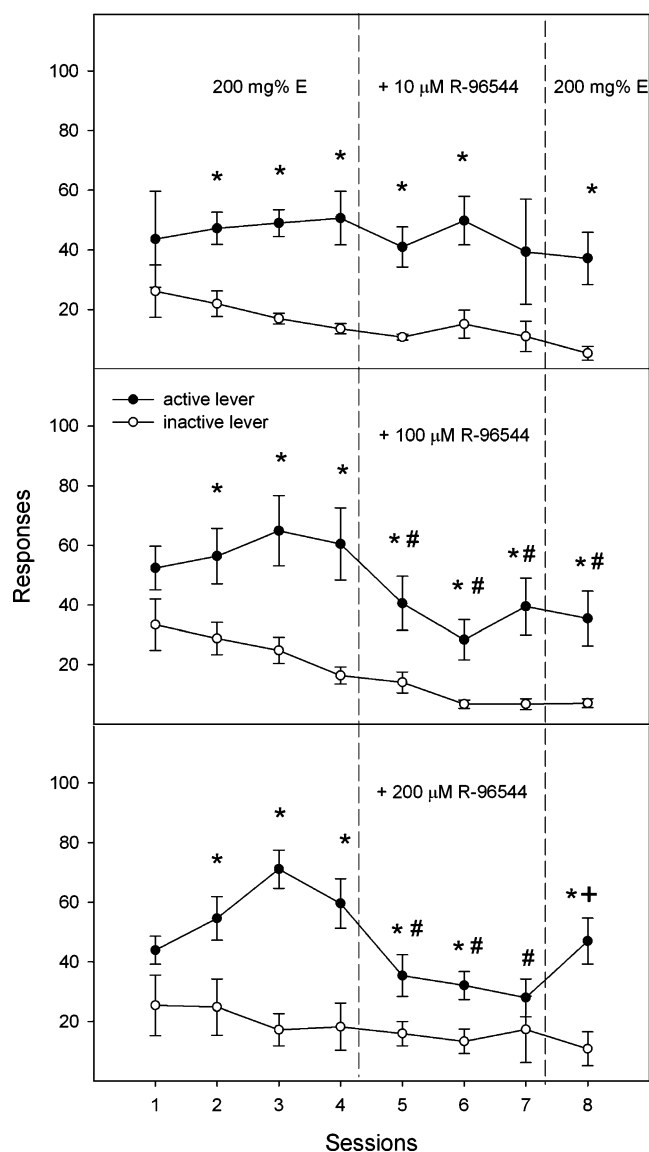 200 mg% E + 10 μM R-96544 200 mg% E
100
80
60
40
20
* * * * * *
active lever
inactive lever
+ 100 μM R-96544
100
80
60
40
20
* * * * # * # * # * #
Responses
+ 200 μM R-96544
100
80
60
40
20
* * * * # * # # * +
1 2 3 4 5 6 7 8
Sessions